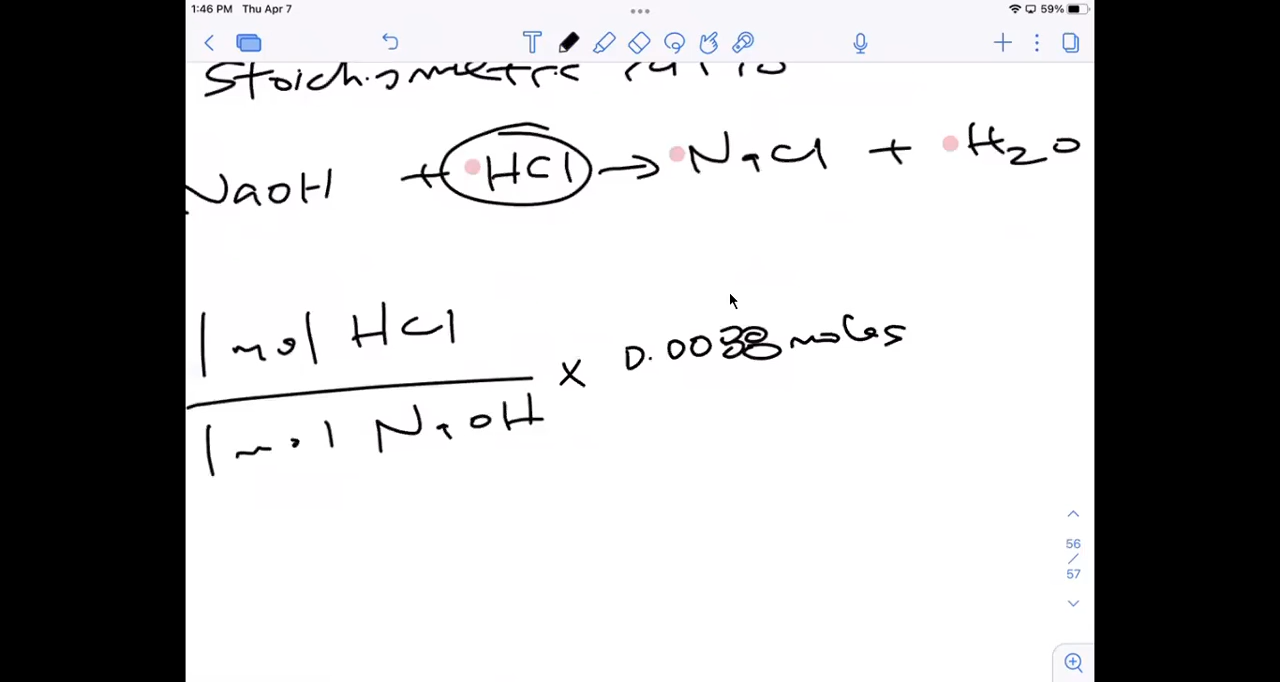 1:46 PM Thu Apr 7
59%
Stoichiometric ratio
NaOH + HCl → NaCl + H2O
1 mol HCl
1 mol NaOH
x 0.0038 moles
56
/
57